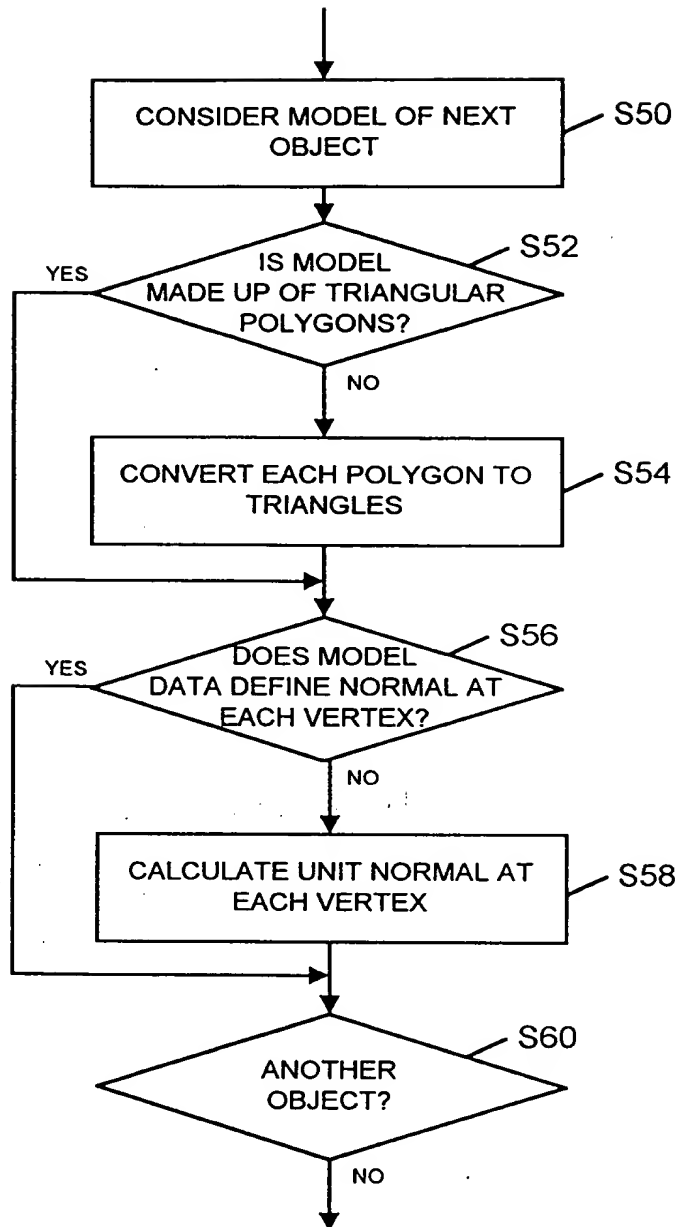 CONSIDER MODEL OF NEXT
OBJECT
S50
S52
YES
IS MODEL
MADE UP OF TRIANGULAR
POLYGONS?
NO
CONVERT EACH POLYGON TO
TRIANGLES
S54
S56
YES
DOES MODEL
DATA DEFINE NORMAL AT
EACH VERTEX?
NO
CALCULATE UNIT NORMAL AT
EACH VERTEX
S58
S60
ANOTHER
OBJECT?
NO